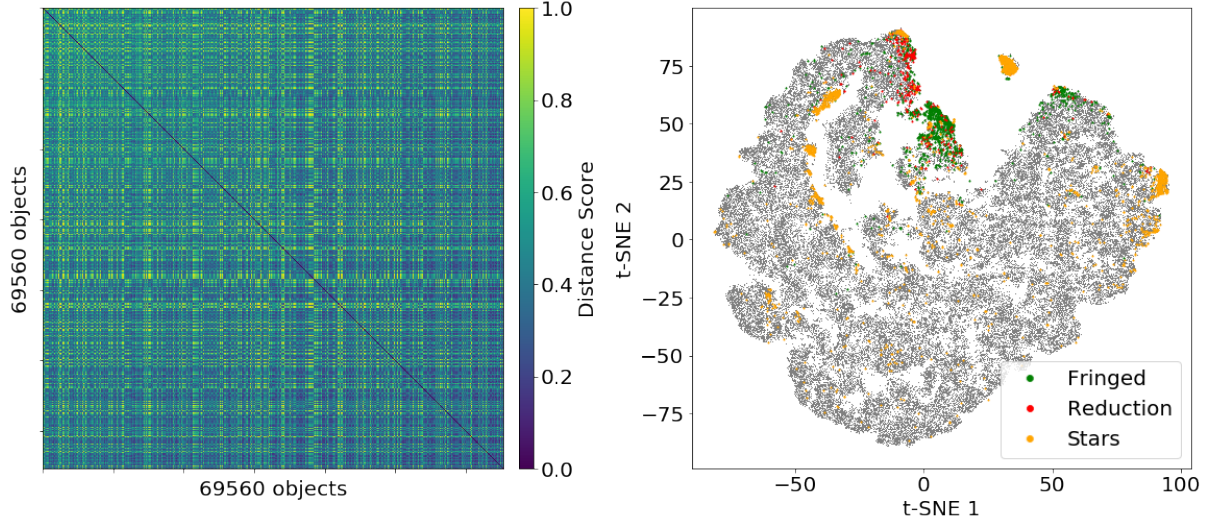 69560 objects
69560 objects
1.0
0.8
0.6
0.4
0.2
0.0
Distance Score
t-SNE 2
75
50
25
0
−25
−50
−75
−50
0
50
100
t-SNE 1
Fringed
Reduction
Stars